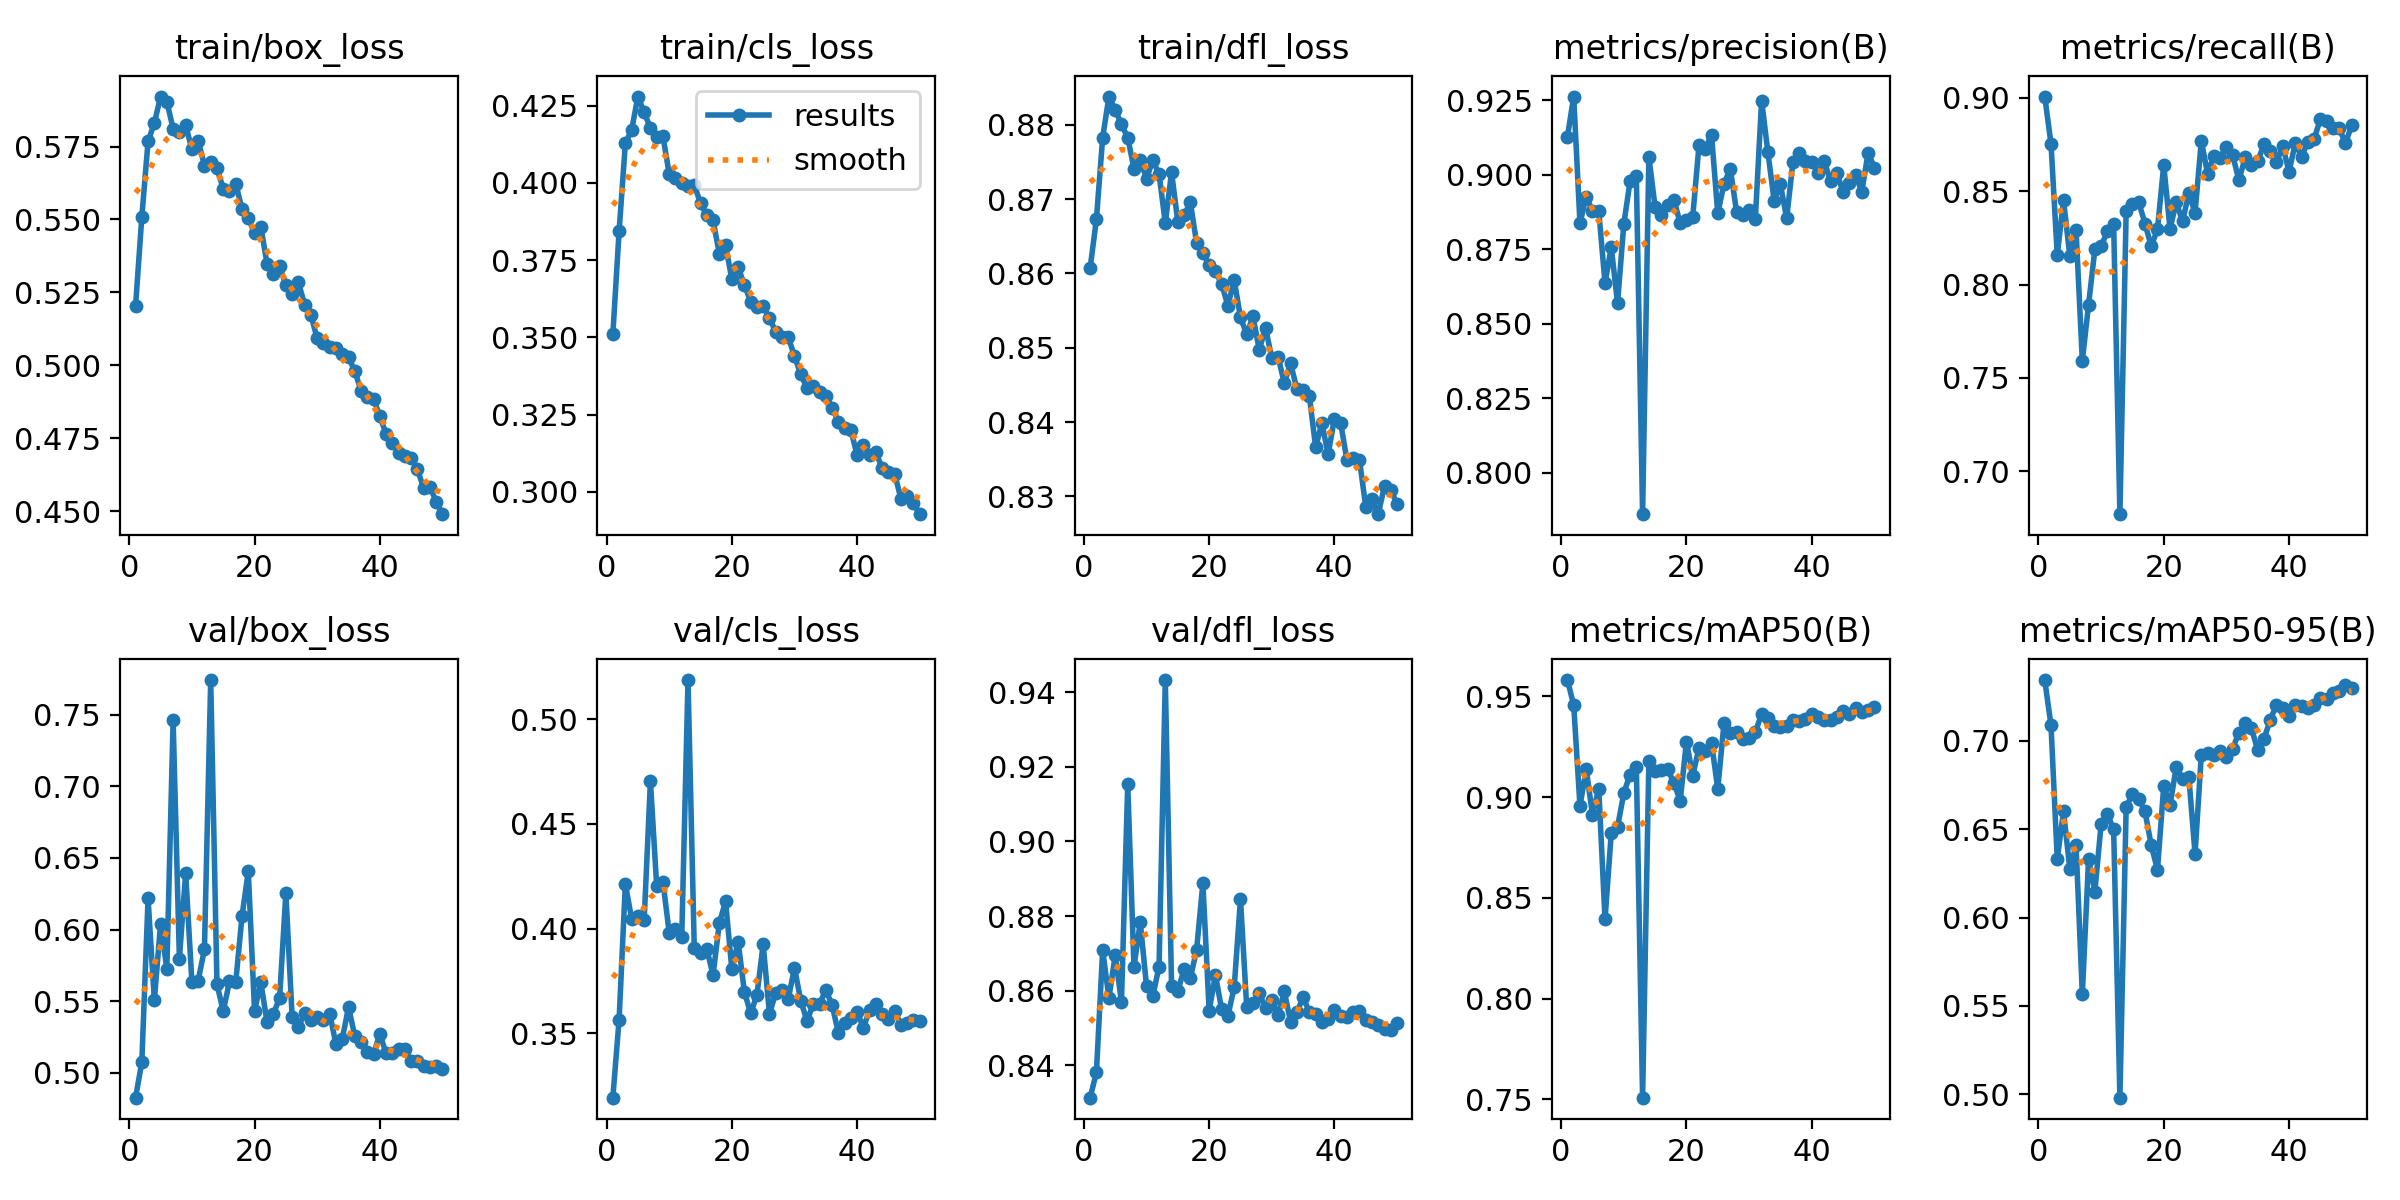 train/box_loss
0.575
0.550
0.525
0.500
0.475
0.450
0 20 40
train/cls_loss
results
smooth
0.425
0.400
0.375
0.350
0.325
0.300
0 20 40
train/dfl_loss
0.88
0.87
0.86
0.85
0.84
0.83
0 20 40
metrics/precision(B)
0.925
0.900
0.875
0.850
0.825
0.800
0 20 40
metrics/recall(B)
0.90
0.85
0.80
0.75
0.70
0 20 40
val/box_loss
0.75
0.70
0.65
0.60
0.55
0.50
0 20 40
val/cls_loss
0.50
0.45
0.40
0.35
0 20 40
val/dfl_loss
0.94
0.92
0.90
0.88
0.86
0.84
0 20 40
metrics/mAP50(B)
0.95
0.90
0.85
0.80
0.75
0 20 40
metrics/mAP50-95(B)
0.70
0.65
0.60
0.55
0.50
0 20 40